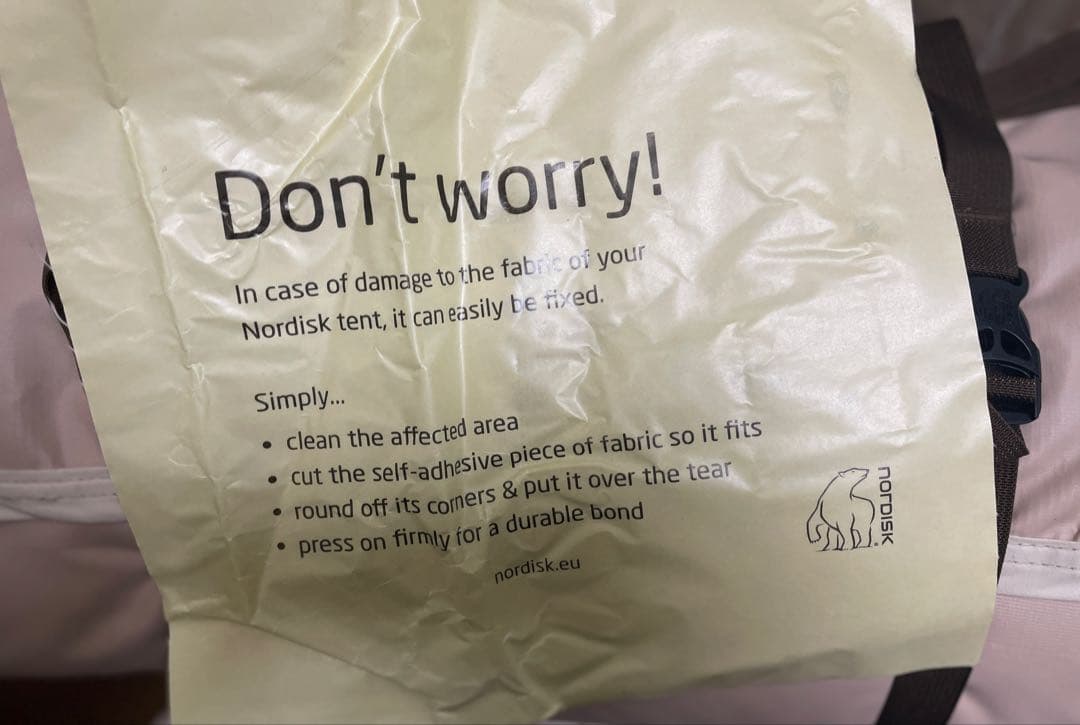 Don't worry!
In case of damage to the fabric of your
Nordisk tent, it can easily be fixed.
Simply...
• clean the affected area
• cut the self-adhesive piece of fabric so it fits
• round off its corners & put it over the tear
• press on firmly for a durable bond
nordisk.eu
nordisk